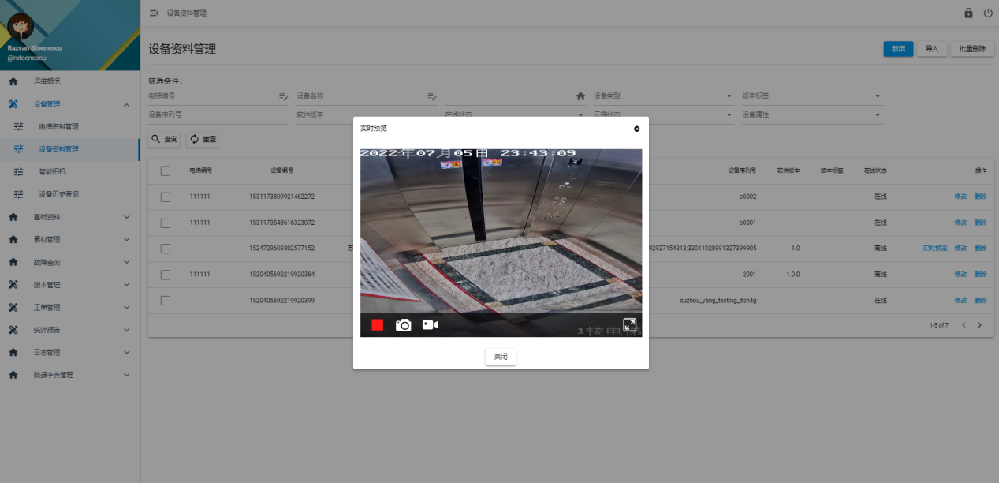 设备资料管理
Razvan Stoenescu
@rstoenescu
运维概况
设备管理
电梯资料管理
设备资料管理
智能相机
设备历史查询
基础资料
素材管理
故障查询
版本管理
工单管理
统计报告
日志管理
数据字典管理
设备资料管理
新增 导入 批量删除
筛选条件：
电梯编号 设备名称 设备类型 版本标签
设备序列号 软件版本 在线状态 云梯状态 设备属性
查询 重置
电梯编号 设备编号 设备序列号 软件版本 版本标签 在线状态 操作
111111 1531173809921462272 s0002 在线 修改 删除
111111 1531173548616323072 s0001 在线 修改 删除
1524729609302577152 苏 92927154313:33011028991327399905 1.0 离线 实时预览 修改 删除
111111 1520405692219920384 2001 1.0.0 离线 修改 删除
1520405692219920399 suzhou_yang_testing_jtsn4g 在线 修改 删除
1-5 of 7
实时预览
2022年07月05日 23:43:09
1楼电梯
关闭